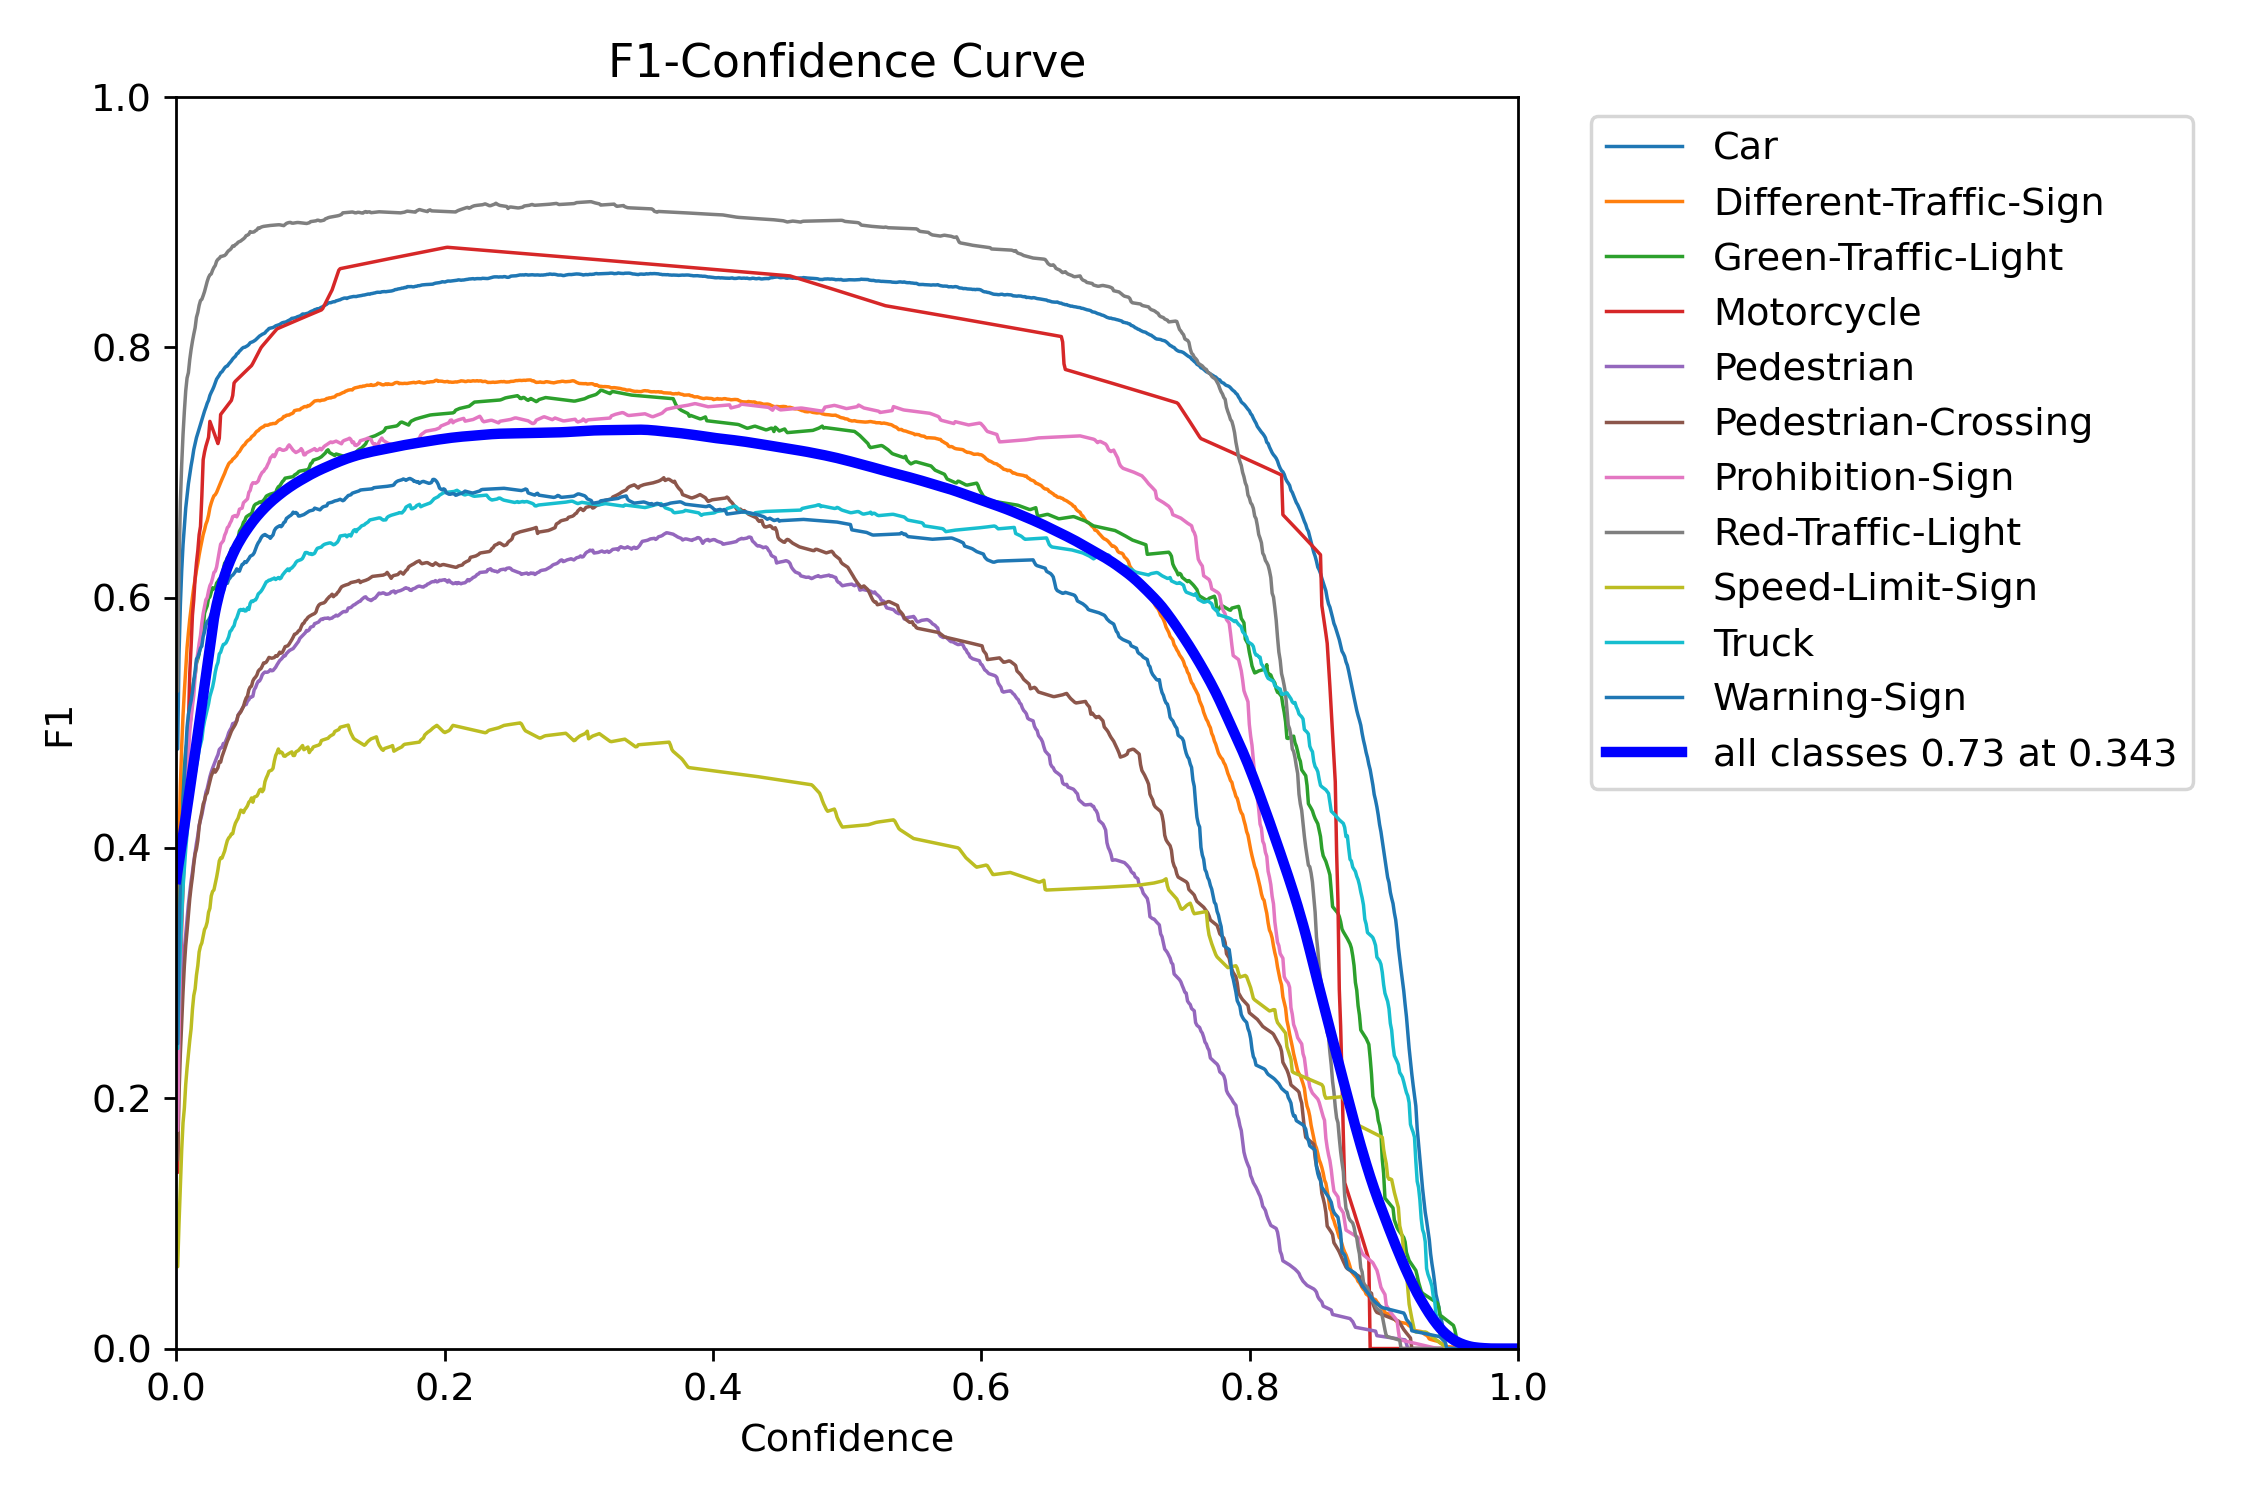 F1-Confidence Curve
1.0
0.8
0.6
0.4
0.2
0.0
F1
0.0 0.2 0.4 0.6 0.8 1.0
Confidence
Car
Different-Traffic-Sign
Green-Traffic-Light
Motorcycle
Pedestrian
Pedestrian-Crossing
Prohibition-Sign
Red-Traffic-Light
Speed-Limit-Sign
Truck
Warning-Sign
all classes 0.73 at 0.343